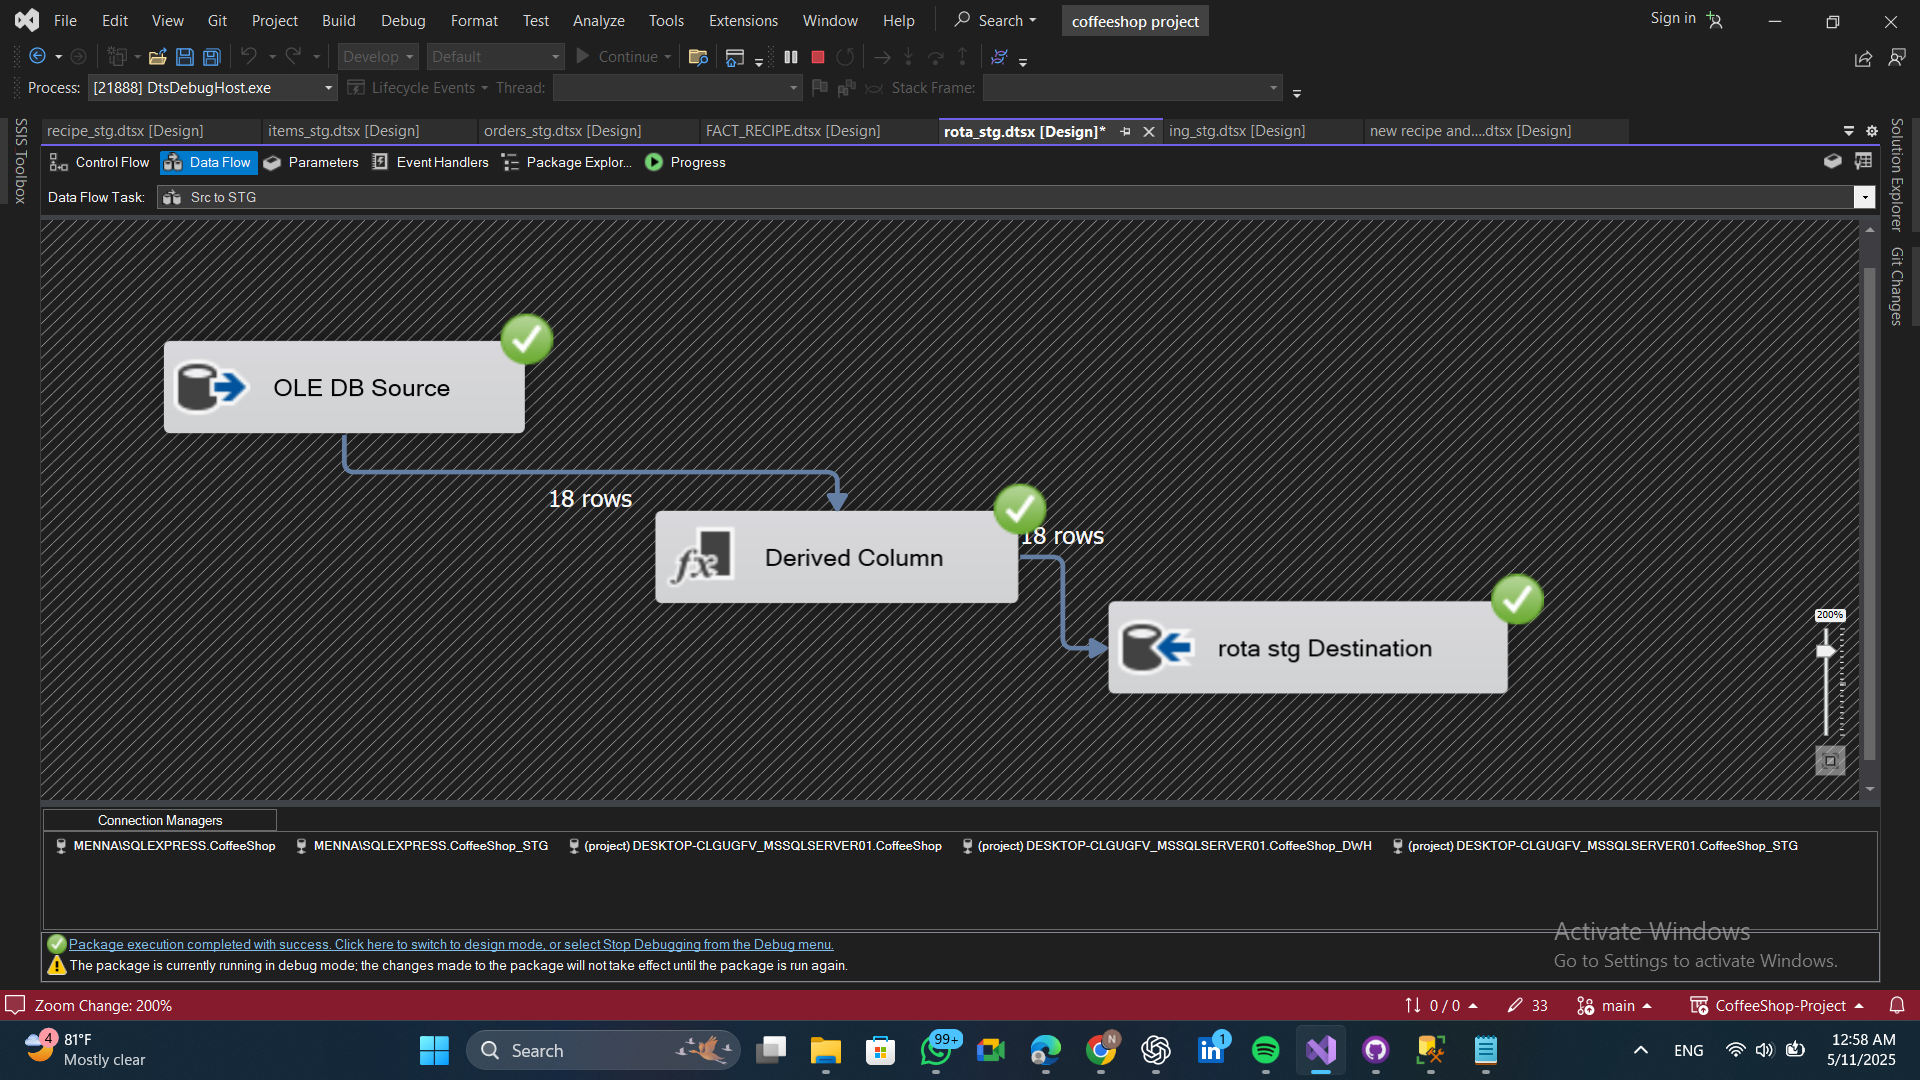 File Edit View Git Project Build Debug Format Test Analyze Tools Extensions Window Help Search coffeeshop project Sign in
Develop Default Continue
Process: [21888] DtsDebugHost.exe Lifecycle Events Thread: Stack Frame:
recipe_stg.dtsx [Design] items_stg.dtsx [Design] orders_stg.dtsx [Design] FACT_RECIPE.dtsx [Design] rota_stg.dtsx [Design]* ing_stg.dtsx [Design] new recipe and....dtsx [Design]
SSIS Toolbox
Solution Explorer
Git Changes
Control Flow Data Flow Parameters Event Handlers Package Explor... Progress
Data Flow Task: Src to STG
OLE DB Source
18 rows
18 rows
Derived Column
rota stg Destination
200%
Connection Managers
MENNA\SQLEXPRESS.CoffeeShop MENNA\SQLEXPRESS.CoffeeShop_STG (project) DESKTOP-CLGUGFV_MSSQLSERVER01.CoffeeShop (project) DESKTOP-CLGUGFV_MSSQLSERVER01.CoffeeShop_DWH (project) DESKTOP-CLGUGFV_MSSQLSERVER01.CoffeeShop_STG
Activate Windows
Go to Settings to activate Windows.
Package execution completed with success. Click here to switch to design mode, or select Stop Debugging from the Debug menu.
The package is currently running in debug mode; the changes made to the package will not take effect until the package is run again.
Zoom Change: 200% 0 / 0 33 main CoffeeShop-Project
4 81°F
Mostly clear
Search 99+ N 1 ENG
12:58 AM
5/11/2025